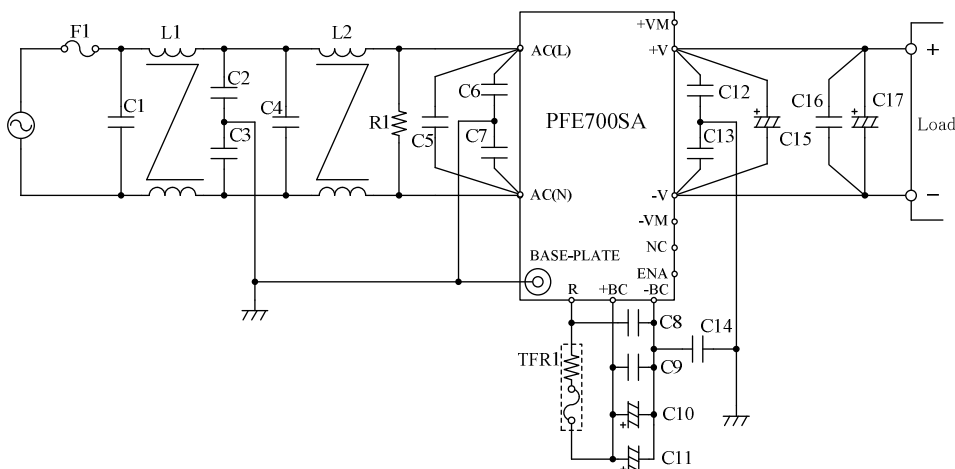 F1
L1
L2
C1
C2
C3
C4
R1
C5
C6
C7
AC(L)
AC(N)
PFE700SA
BASE-PLATE
R
+BC
-BC
+VM
+V
-V
-VM
NC
ENA
C12
C13
C15
C16
C17
+
-
Load
C8
C9
C10
C11
C14
TFR1
+
+
+
+